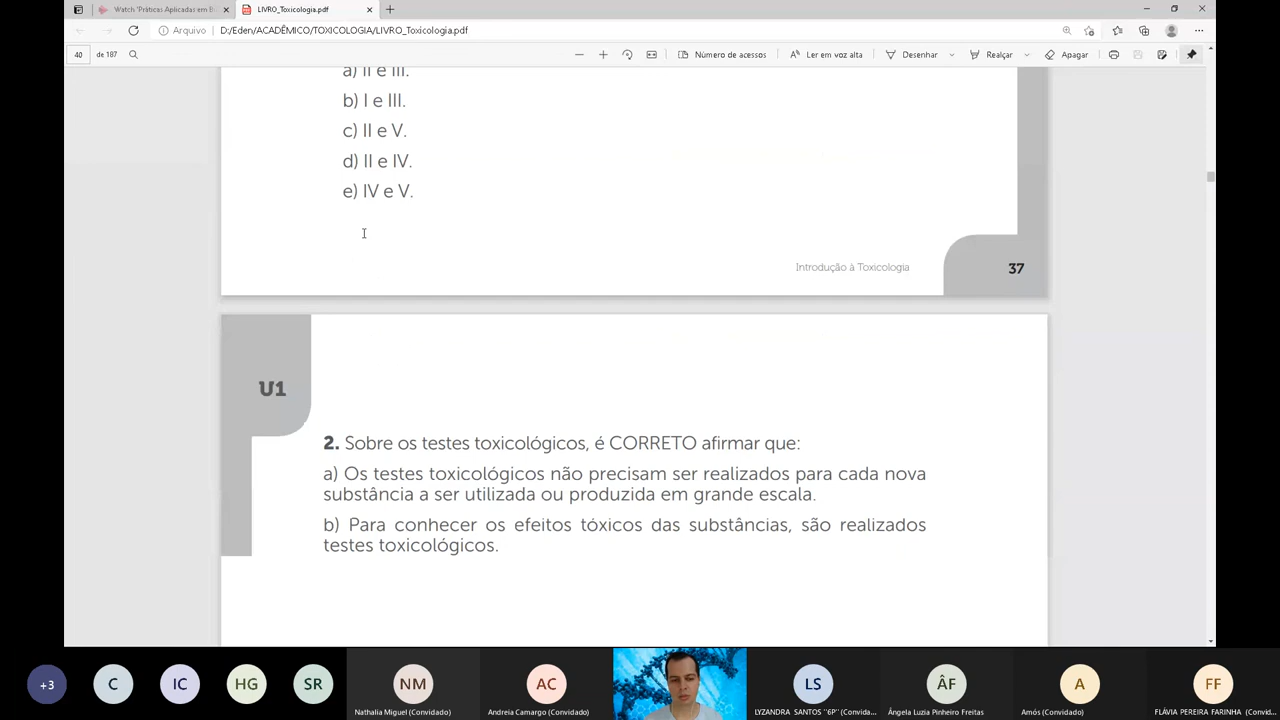 Watch 'Práticas Aplicadas em Bi
LIVRO_Toxicologia.pdf
Arquivo
D:/Eden/ACADÊMICO/TOXICOLOGIA/LIVRO_Toxicologia.pdf
40
de 187
Número de acessos
Ler em voz alta
Desenhar
Realçar
Apagar
a) II e III.
b) I e III.
c) II e V.
d) II e IV.
e) IV e V.
Introdução à Toxicologia
37
U1
2. Sobre os testes toxicológicos, é CORRETO afirmar que:
a) Os testes toxicológicos não precisam ser realizados para cada nova
substância a ser utilizada ou produzida em grande escala.
b) Para conhecer os efeitos tóxicos das substâncias, são realizados
testes toxicológicos.
+3
C
IC
HG
SR
NM
Nathalia Miguel (Convidado)
AC
Andreia Camargo (Convidado)
LS
LYZANDRA SANTOS "6P" (Convida...
ÂF
Ângela Luzia Pinheiro Freitas
A
Amós (Convidado)
FF
FLÁVIA PEREIRA FARINHA (Convid...